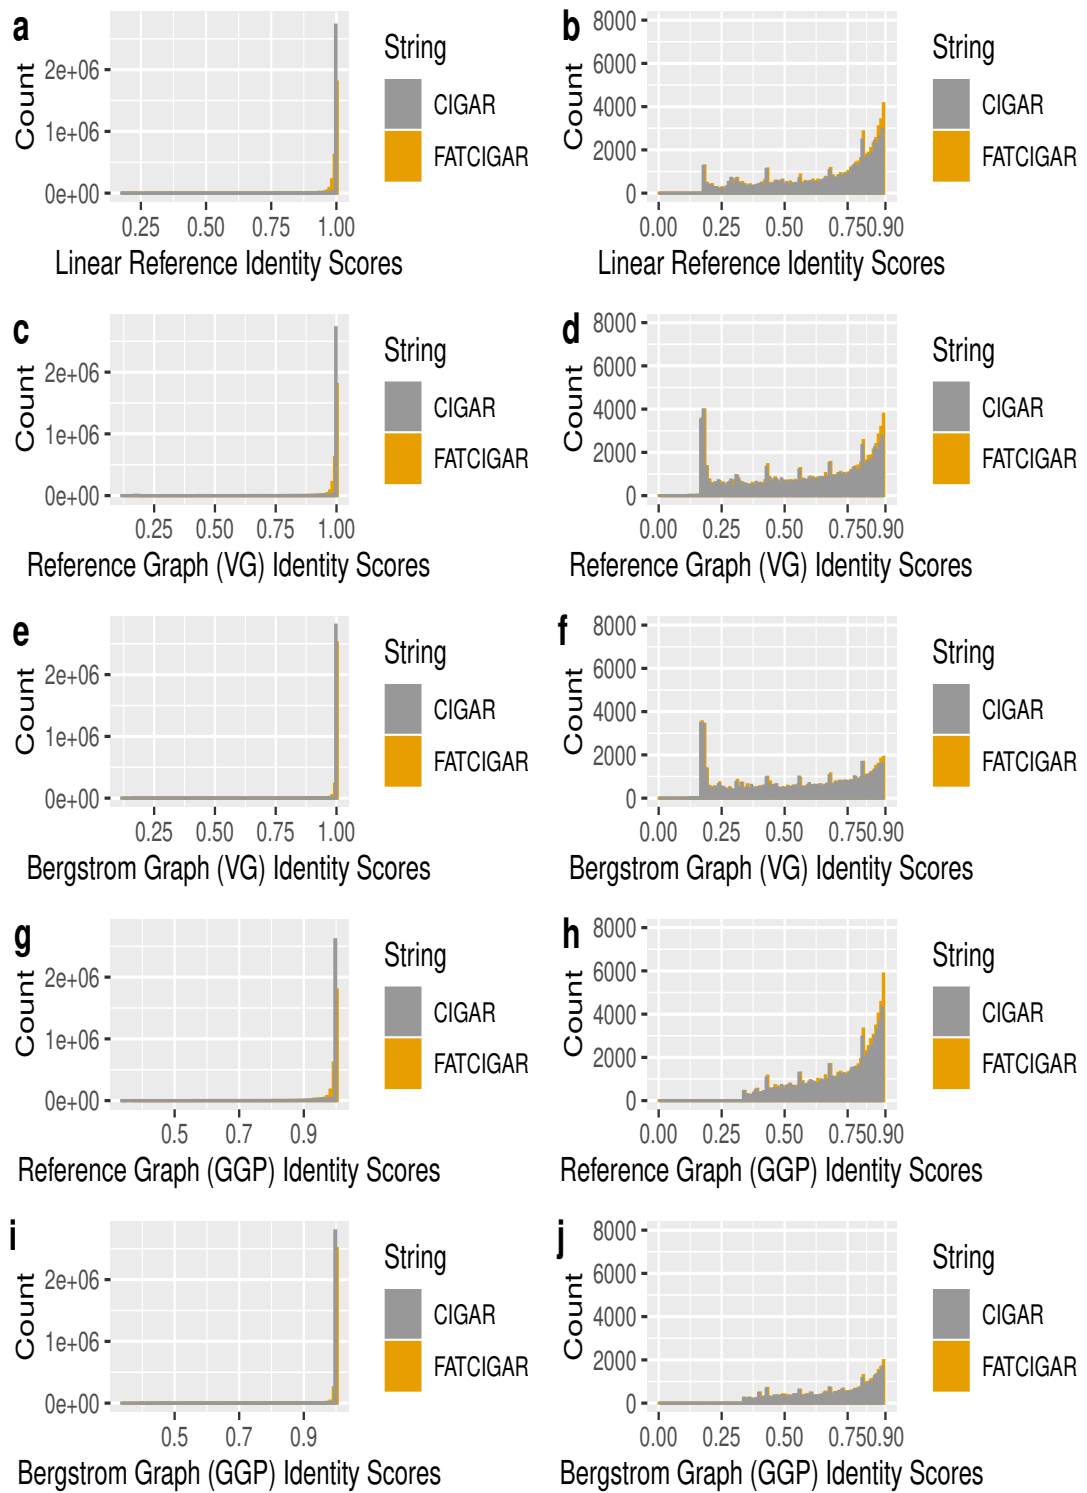 a
Count
2e+06
1e+06
0e+00
0.25 0.50 0.75 1.00
Linear Reference Identity Scores
String
CIGAR
FATCIGAR
b
Count
8000
6000
4000
2000
0
0.00 0.25 0.50 0.75 0.90
Linear Reference Identity Scores
String
CIGAR
FATCIGAR
c
Count
2e+06
1e+06
0e+00
0.25 0.50 0.75 1.00
Reference Graph (VG) Identity Scores
String
CIGAR
FATCIGAR
d
Count
8000
6000
4000
2000
0
0.00 0.25 0.50 0.75 0.90
Reference Graph (VG) Identity Scores
String
CIGAR
FATCIGAR
e
Count
2e+06
1e+06
0e+00
0.25 0.50 0.75 1.00
Bergstrom Graph (VG) Identity Scores
String
CIGAR
FATCIGAR
f
Count
8000
6000
4000
2000
0
0.00 0.25 0.50 0.75 0.90
Bergstrom Graph (VG) Identity Scores
String
CIGAR
FATCIGAR
g
Count
2e+06
1e+06
0e+00
0.5 0.7 0.9
Reference Graph (GGP) Identity Scores
String
CIGAR
FATCIGAR
h
Count
8000
6000
4000
2000
0
0.00 0.25 0.50 0.75 0.90
Reference Graph (GGP) Identity Scores
String
CIGAR
FATCIGAR
i
Count
2e+06
1e+06
0e+00
0.5 0.7 0.9
Bergstrom Graph (GGP) Identity Scores
String
CIGAR
FATCIGAR
j
Count
8000
6000
4000
2000
0
0.00 0.25 0.50 0.75 0.90
Bergstrom Graph (GGP) Identity Scores
String
CIGAR
FATCIGAR